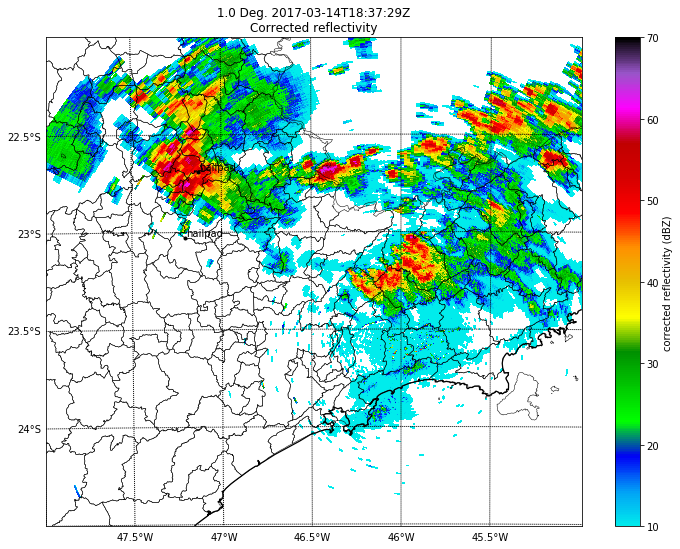 1.0 Deg. 2017-03-14T18:37:29Z
Corrected reflectivity
22.5°S
23°S
23.5°S
24°S
47.5°W
47°W
46.5°W
46°W
45.5°W
hailpad
hailpad
70
60
50
40
30
20
10
corrected reflectivity (dBZ)